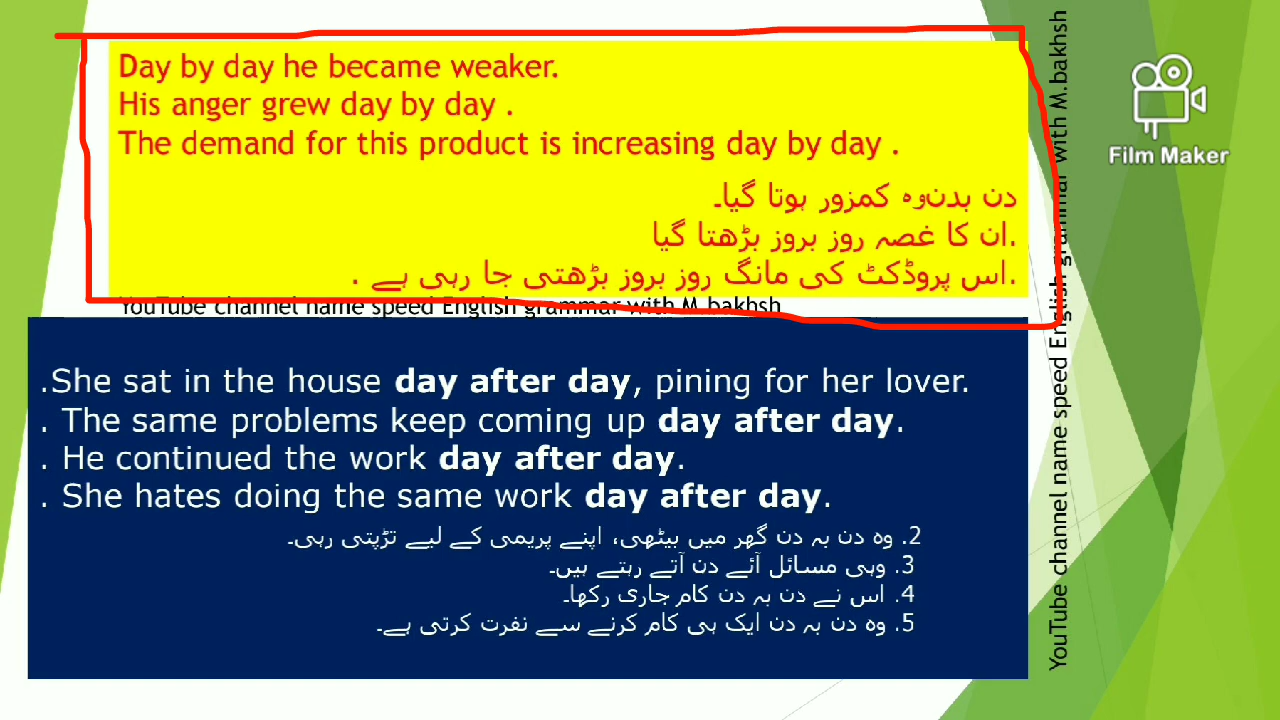 Day by day he became weaker.
His anger grew day by day .
The demand for this product is increasing day by day .
دن بدن‌وہ کمزور ہوتا گیا۔
.ان کا غصہ روز بروز بڑھتا گیا
.اس پروڈکٹ کی مانگ روز بروز بڑھتی جا رہی ہے .
YouTube channel name speed English grammar with M.bakhsh
.She sat in the house day after day, pining for her lover.
. The same problems keep coming up day after day.
. He continued the work day after day.
. She hates doing the same work day after day.
2. وہ دن بہ دن گھر میں بیٹھی، اپنے پریمی کے لیے تڑپتی رہی۔
3. وہی مسائل آئے دن آتے رہتے ہیں۔
4. اس نے دن بہ دن کام جاری رکھا۔
5. وہ دن بہ دن ایک ہی کام کرنے سے نفرت کرتی ہے۔
YouTube channel name speed English grammar with M.bakhsh
Film Maker